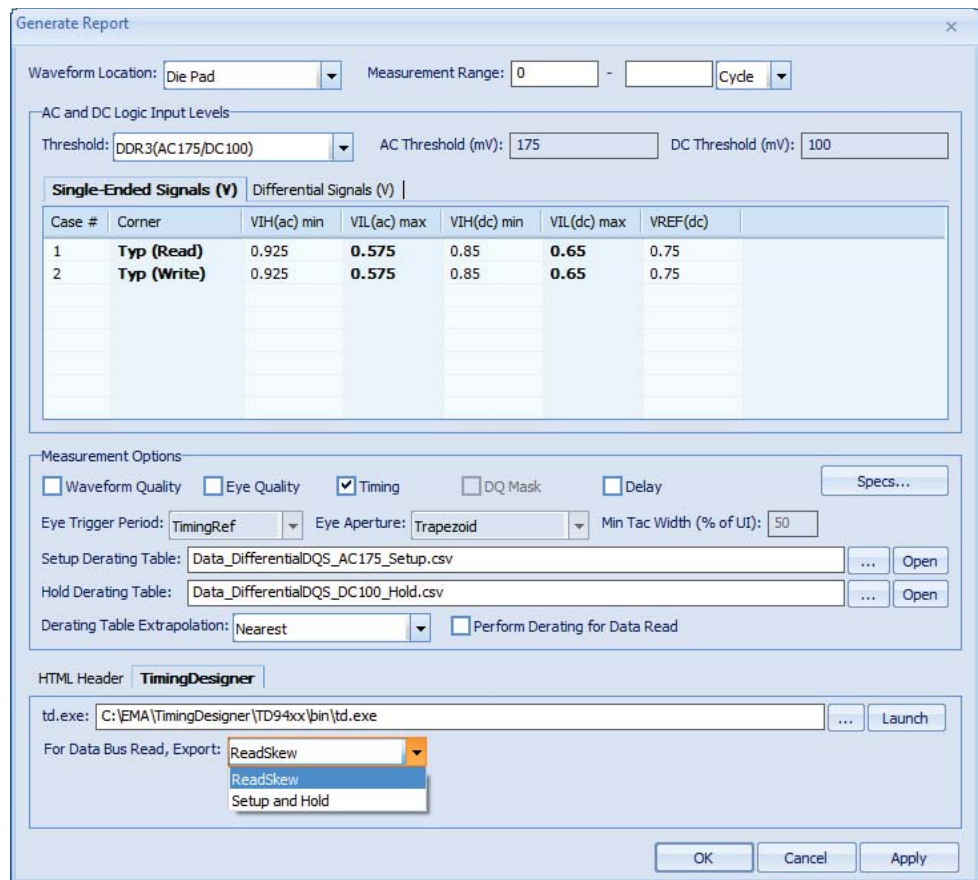 Generate Report
Waveform Location: Die Pad Measurement Range: 0 - Cycle
AC and DC Logic Input Levels
Threshold: DDR3(AC175/DC100) AC Threshold (mV): 175 DC Threshold (mV): 100
Single-Ended Signals (V) Differential Signals (V)
Case # Corner VIH(ac) min VIL(ac) max VIH(dc) min VIL(dc) max VREF(dc)
1 Typ (Read) 0.925 0.575 0.85 0.65 0.75
2 Typ (Write) 0.925 0.575 0.85 0.65 0.75
Measurement Options
Waveform Quality Eye Quality Timing DQ Mask Delay Specs...
Eye Trigger Period: TimingRef Eye Aperture: Trapezoid Min Tac Width (% of UI): 50
Setup Derating Table: Data_DifferentialDQS_AC175_Setup.csv ... Open
Hold Derating Table: Data_DifferentialDQS_DC100_Hold.csv ... Open
Derating Table Extrapolation: Nearest Perform Derating for Data Read
HTML Header TimingDesigner
td.exe: C:\EMA\TimingDesigner\TD94xx\bin\td.exe ... Launch
For Data Bus Read, Export: ReadSkew
ReadSkew
Setup and Hold
OK Cancel Apply